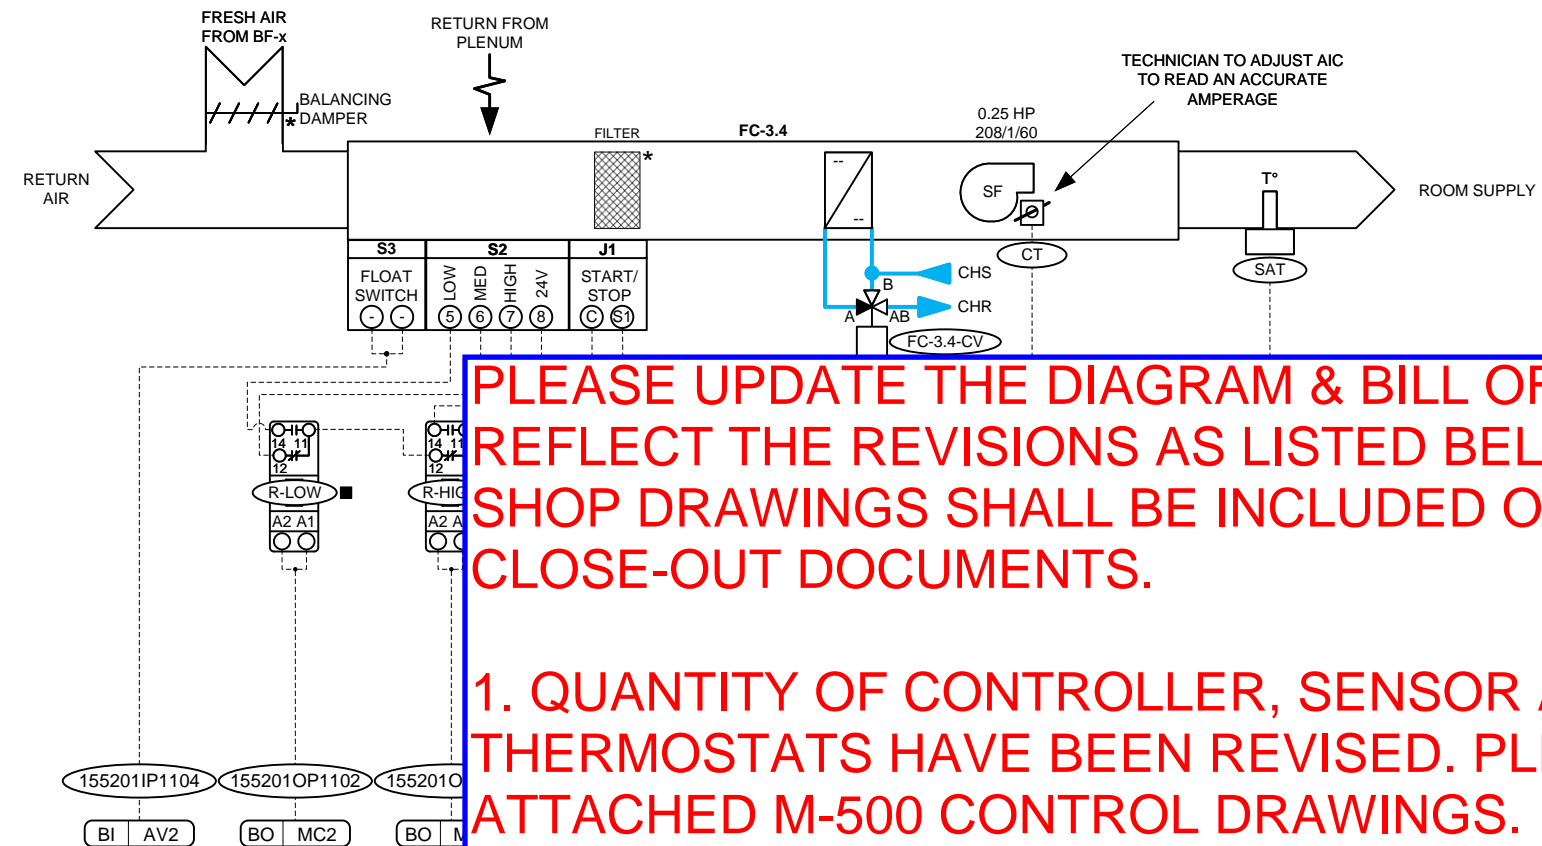 FRESH AIR
FROM BF-x
RETURN FROM
PLENUM
TECHNICIAN TO ADJUST AIC
TO READ AN ACCURATE
AMPERAGE
BALANCING
DAMPER
*
0.25 HP
208/1/60
FILTER
*
FC-3.4
RETURN
AIR
--
--
SF
T°
ROOM SUPPLY
S3
S2
J1
CT
SAT
FLOAT
SWITCH
LOW
MED
HIGH
24V
START/
STOP
- - 5 6 7 8 C S1
CHS
B
CHR
A
AB
FC-3.4-CV
14 11
12
R-LOW
A2 A1
14 11
12
A2
PLEASE UPDATE THE DIAGRAM & BILL
REFLECT THE REVISIONS AS LISTED
SHOP DRAWINGS SHALL BE INCLUDED
CLOSE-OUT DOCUMENTS.
1. QUANTITY OF CONTROLLER, SENSOR
THERMOSTATS HAVE BEEN REVISED.
ATTACHED M-500 CONTROL DRAWINGS.
155201IP1104
155201OP1102
BI AV2
BO MC2
BO